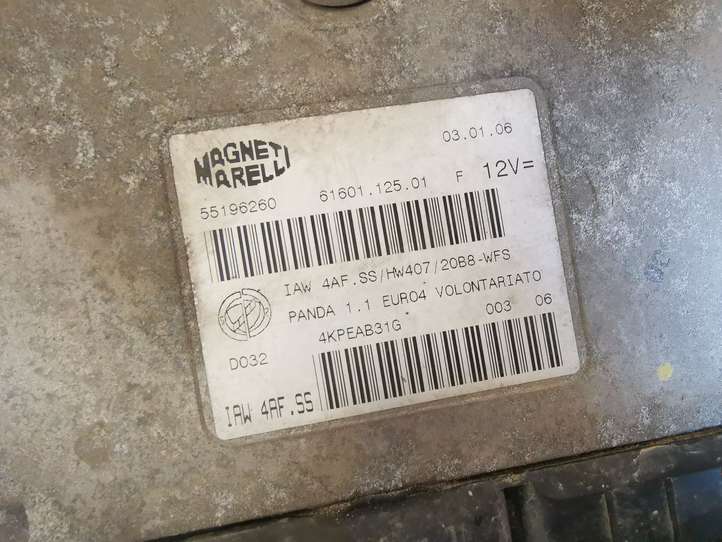 MAGNETI
MARELLI
03.01.06
55196260 61601.125.01 F 12V=
IAW 4AF.SS/HW407/20B8-WFS
PANDA 1.1 EURO4 VOLONTARIATO
4KPEAB31G 003 06
D032
IAW 4AF.SS